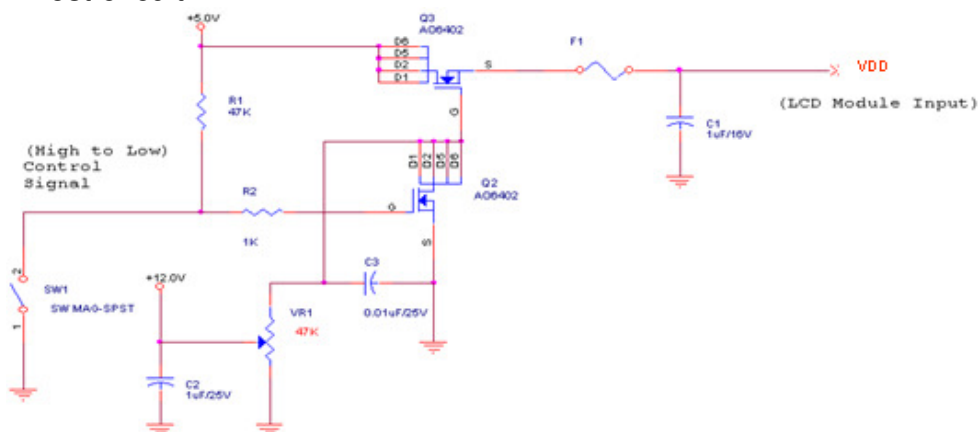 +5.0V
Q3
AO6402
D6
D5
D2
D1
S
G
F1
VDD
(LCD Module Input)
C1
1uF/16V
R1
47K
(High to Low)
Control
Signal
D1
D2
D5
D6
Q2
AO6402
R2
G
1K
S
2
SW1
SW MAG-SPST
1
+12.0V
C3
0.01uF/25V
VR1
47K
C2
1uF/25V